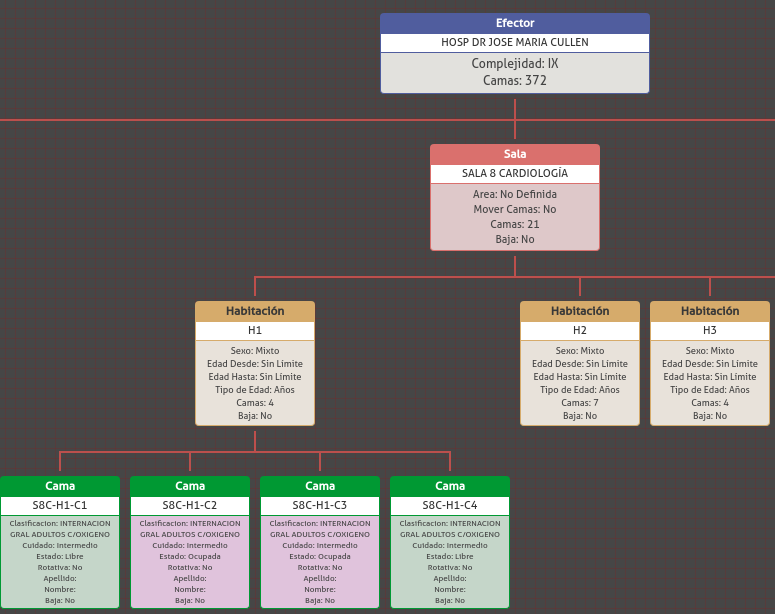 Efector
HOSP DR JOSE MARIA CULLEN
Complejidad: IX
Camas: 372
Sala
SALA 8 CARDIOLOGÍA
Area: No Definida
Mover Camas: No
Camas: 21
Baja: No
Habitación
H1
Sexo: Mixto
Edad Desde: Sin Límite
Edad Hasta: Sin Límite
Tipo de Edad: Años
Camas: 4
Baja: No
Habitación
H2
Sexo: Mixto
Edad Desde: Sin Límite
Edad Hasta: Sin Límite
Tipo de Edad: Años
Camas: 7
Baja: No
Habitación
H3
Sexo: Mixto
Edad Desde: Sin Límite
Edad Hasta: Sin Límite
Tipo de Edad: Años
Camas: 4
Baja: No
Cama
S8C-H1-C1
Clasificacion: INTERNACION
GRAL ADULTOS C/OXIGENO
Cuidado: Intermedio
Estado: Libre
Rotativa: No
Apellido:
Nombre:
Baja: No
Cama
S8C-H1-C2
Clasificacion: INTERNACION
GRAL ADULTOS C/OXIGENO
Cuidado: Intermedio
Estado: Ocupada
Rotativa: No
Apellido:
Nombre:
Baja: No
Cama
S8C-H1-C3
Clasificacion: INTERNACION
GRAL ADULTOS C/OXIGENO
Cuidado: Intermedio
Estado: Ocupada
Rotativa: No
Apellido:
Nombre:
Baja: No
Cama
S8C-H1-C4
Clasificacion: INTERNACION
GRAL ADULTOS C/OXIGENO
Cuidado: Intermedio
Estado: Libre
Rotativa: No
Apellido:
Nombre:
Baja: No